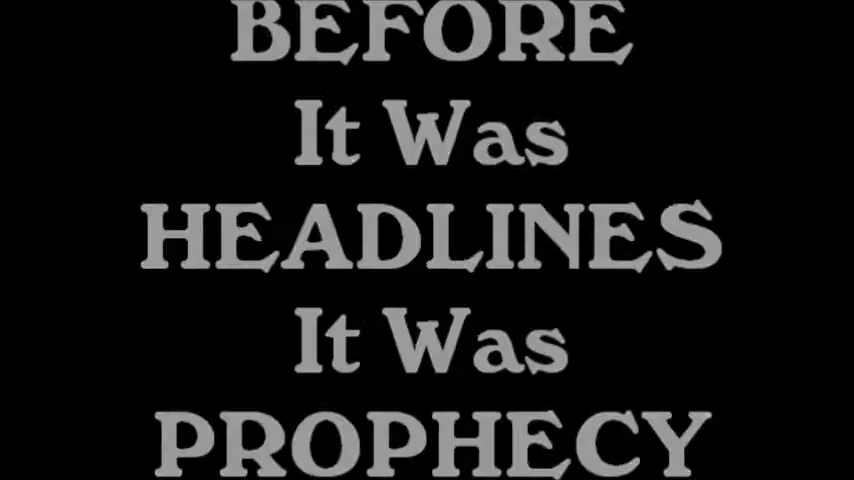 BEFORE
It Was
HEADLINES
It Was
PROPHECY